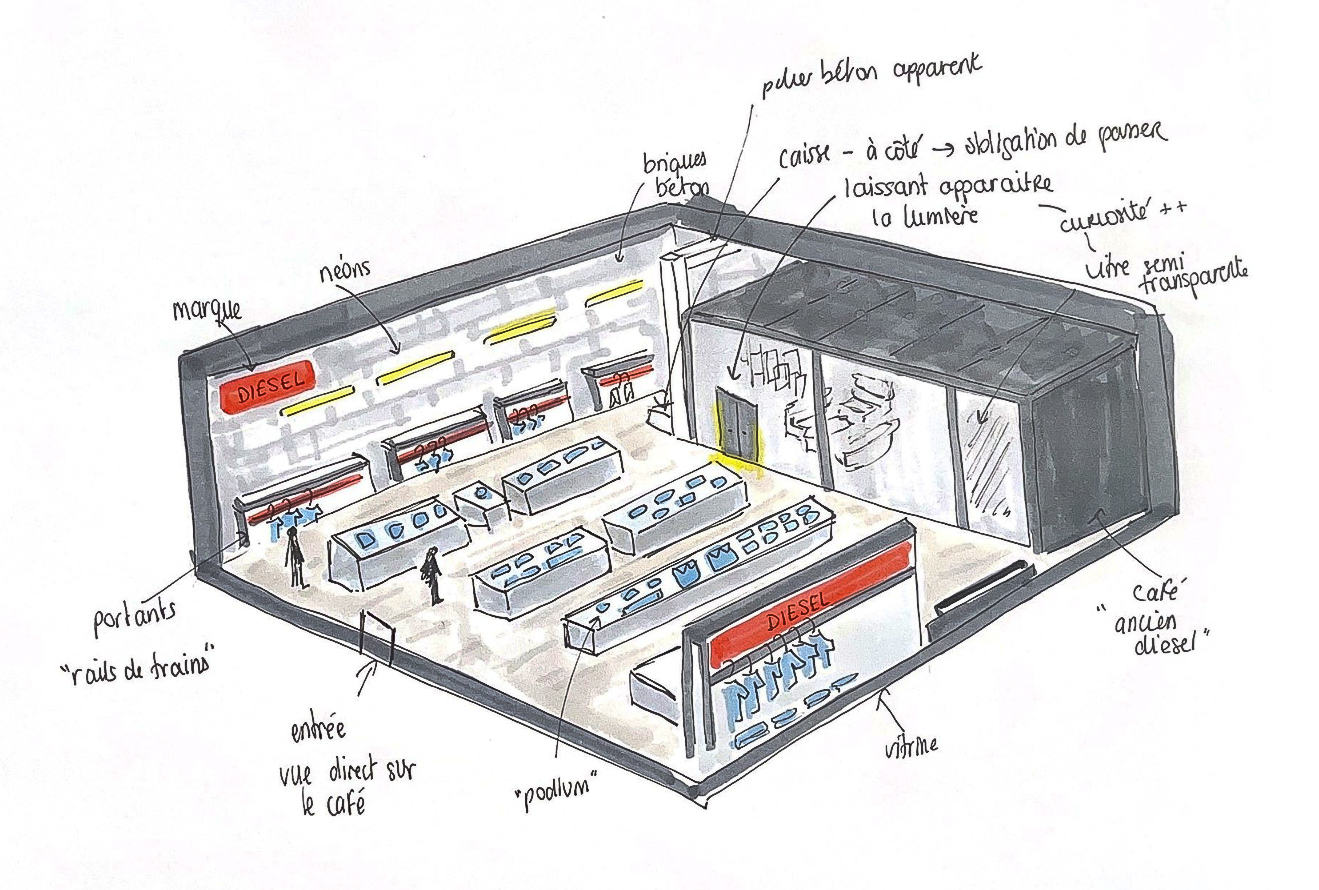 pilier béton apparent
caisse - à côté → obligation de passer
briques
béton
laissant apparaitre
la lumière
curiosité ++
vitre semi
transparente
néons
marque
DIESEL
DIESEL
portants
"rails de trains"
entrée
vue direct sur
le café
"podium"
vitrine
café
"ancien
diesel"